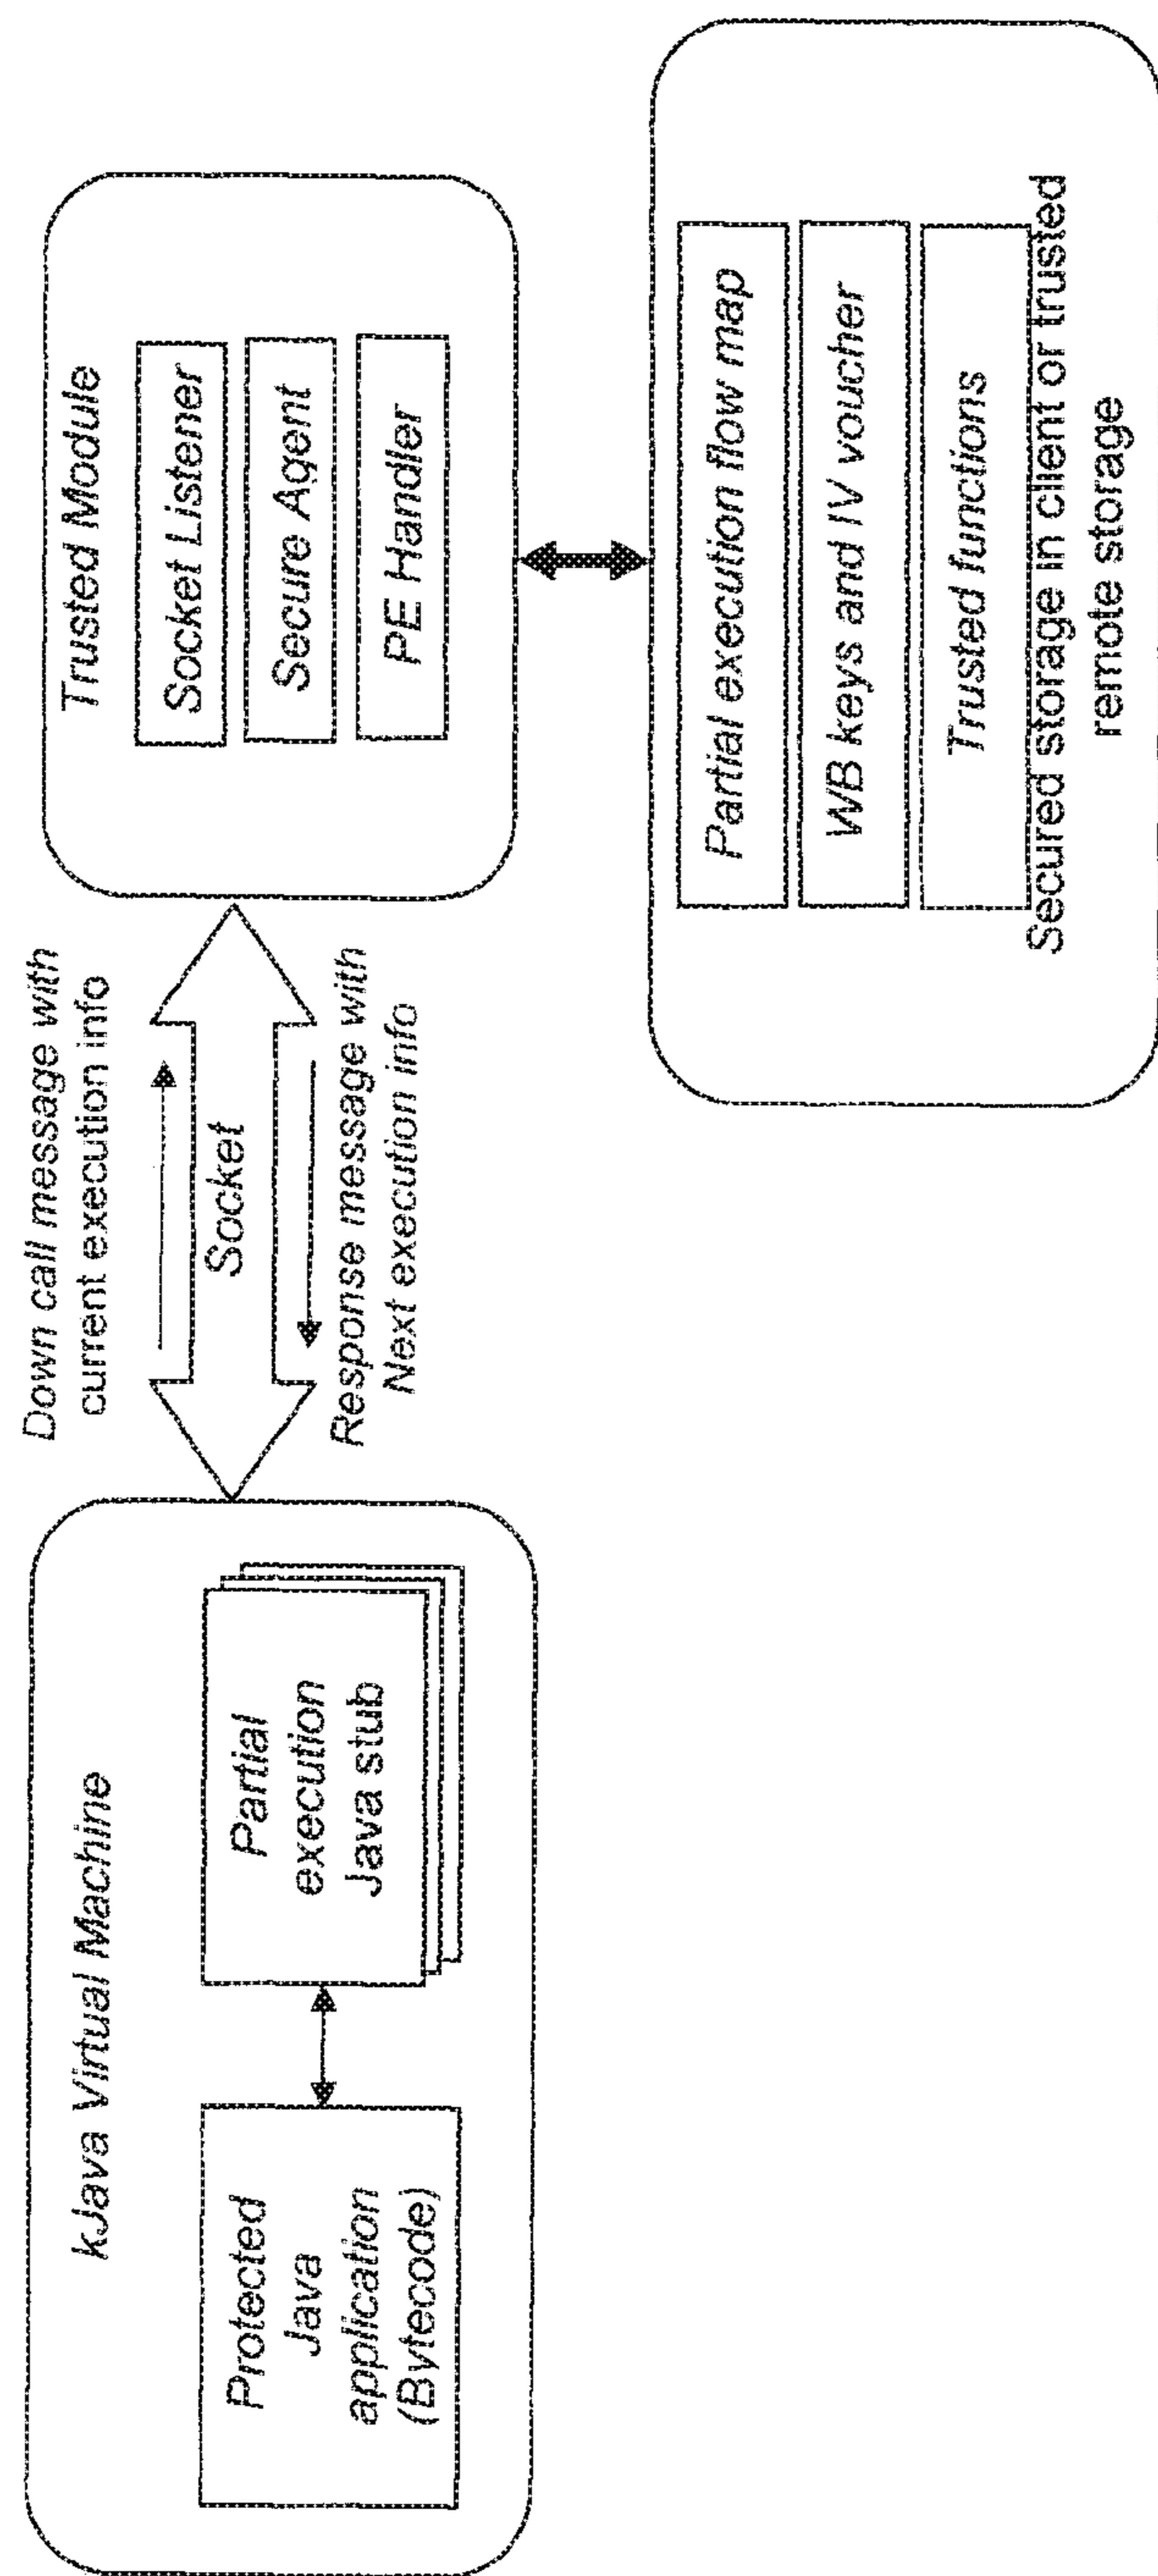 kJava Virtual Machine
Protected
Java
application
(Bytecode)
Partial
execution
Java stub
Down call message with
current execution info
Socket
Response message with
Next execution info
Trusted Module
Socket Listener
Secure Agent
PE Handler
Partial execution flow map
WB keys and IV voucher
Trusted functions
Secured storage in client or trusted
remote storage